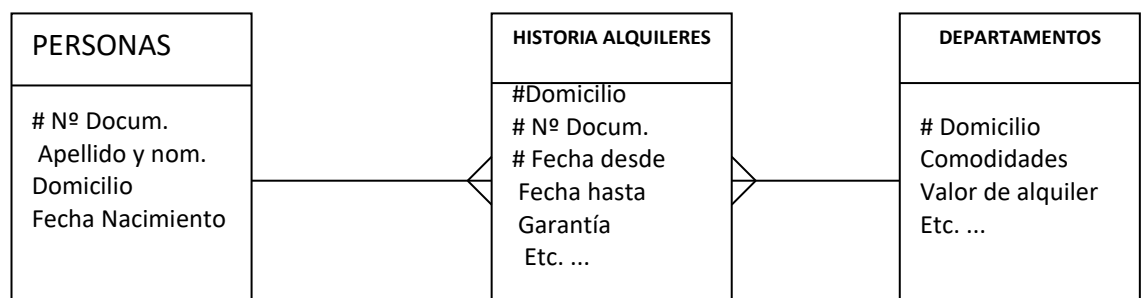 PERSONAS
# Nº Docum.
Apellido y nom.
Domicilio
Fecha Nacimiento
HISTORIA ALQUILERES
#Domicilio
# Nº Docum.
# Fecha desde
Fecha hasta
Garantía
Etc. ...
DEPARTAMENTOS
# Domicilio
Comodidades
Valor de alquiler
Etc. ...